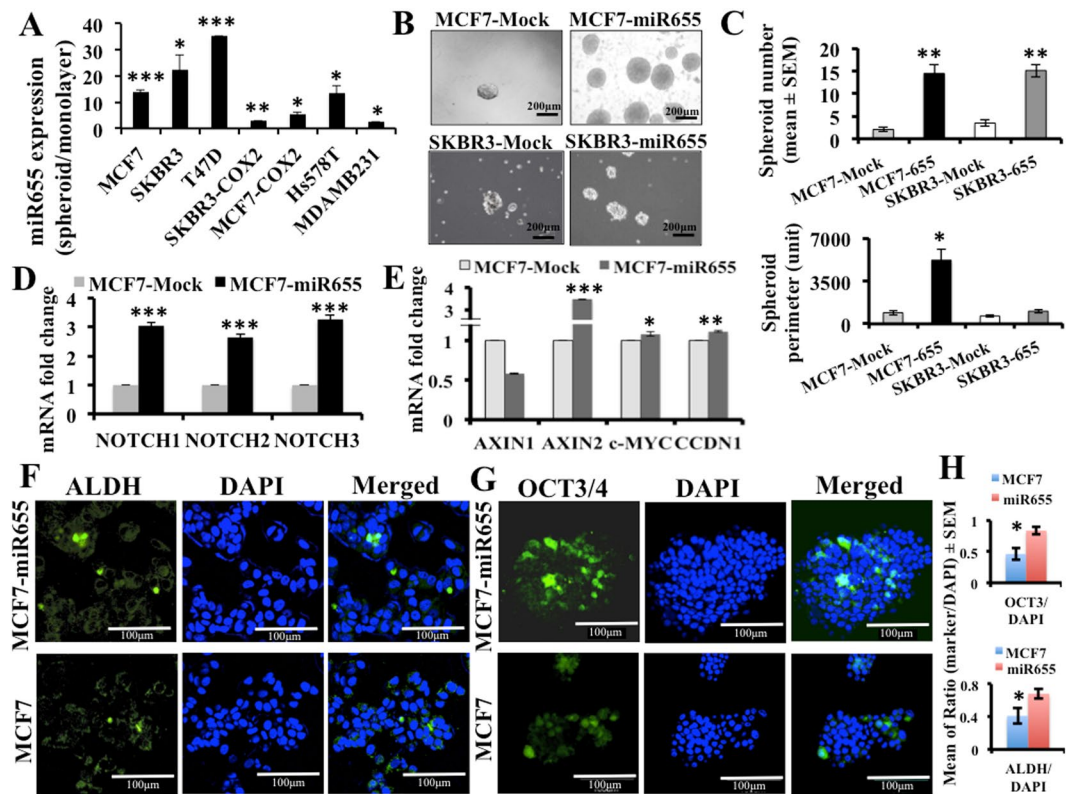 A
miR655 expression
(spheroid/monolayer)
40
30
20
10
0
***
*
***
**
*
*
*
MCF7
SKBR3
T47D
SKBR3-COX2
MCF7-COX2
Hs578T
MDAMB231
B
MCF7-Mock
MCF7-miR655
200μm
200μm
SKBR3-Mock
SKBR3-miR655
200μm
200μm
C
Spheroid number
(mean ± SEM)
20
15
10
5
0
**
**
MCF7-Mock
MCF7-655
SKBR3-Mock
SKBR3-655
Spheroid
perimeter (unit)
7000
3500
0
*
MCF7-Mock
MCF7-655
SKBR3-Mock
SKBR3-655
D
MCF7-Mock
MCF7-miR655
mRNA fold change
4
3
2
1
0
***
***
***
NOTCH1
NOTCH2
NOTCH3
E
MCF7-Mock
MCF7-miR655
mRNA fold change
4
3
1
0.5
0
***
*
**
AXIN1
AXIN2
c-MYC
CCDN1
F
ALDH
DAPI
Merged
MCF7-miR655
100μm
100μm
100μm
MCF7
100μm
100μm
100μm
G
OCT3/4
DAPI
Merged
MCF7-miR655
100μm
100μm
100μm
MCF7
100μm
100μm
100μm
H
MCF7
miR655
Mean of Ratio (marker/DAPI) ± SEM
1
0.5
0
*
OCT3/
DAPI
MCF7
miR655
0.8
0.4
0
*
ALDH/
DAPI